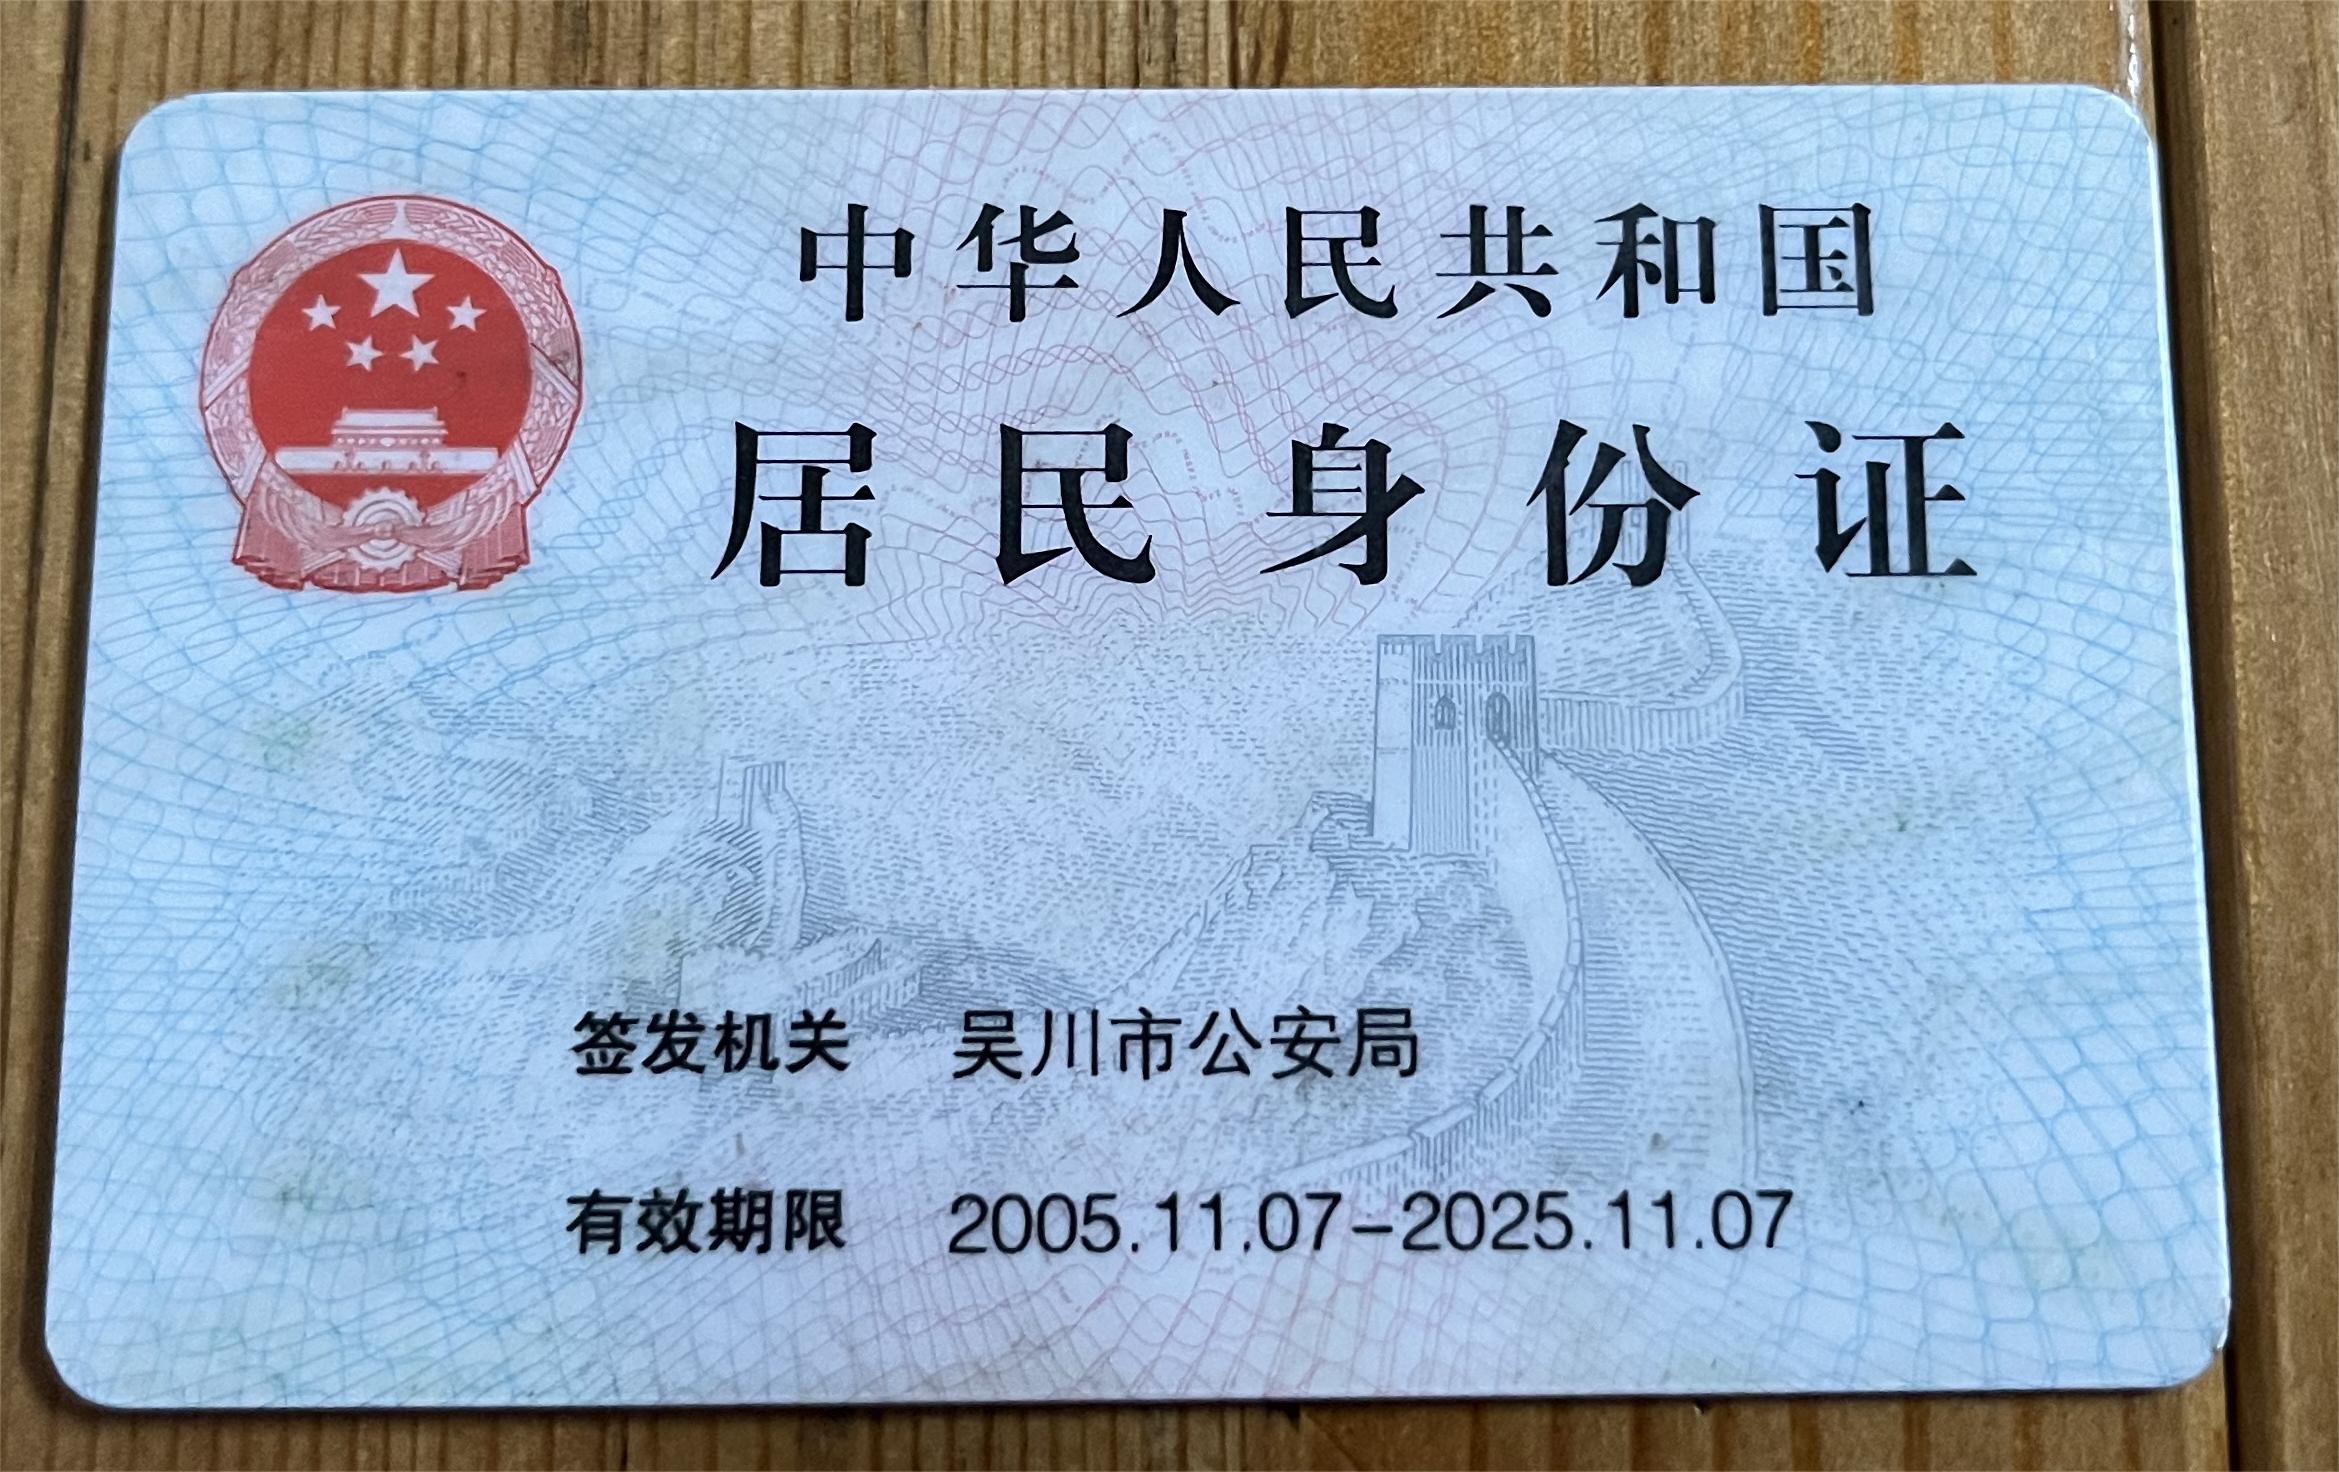 中华人民共和国
居民身份证
签发机关 吴川市公安局
有效期限 2005.11.07-2025.11.07